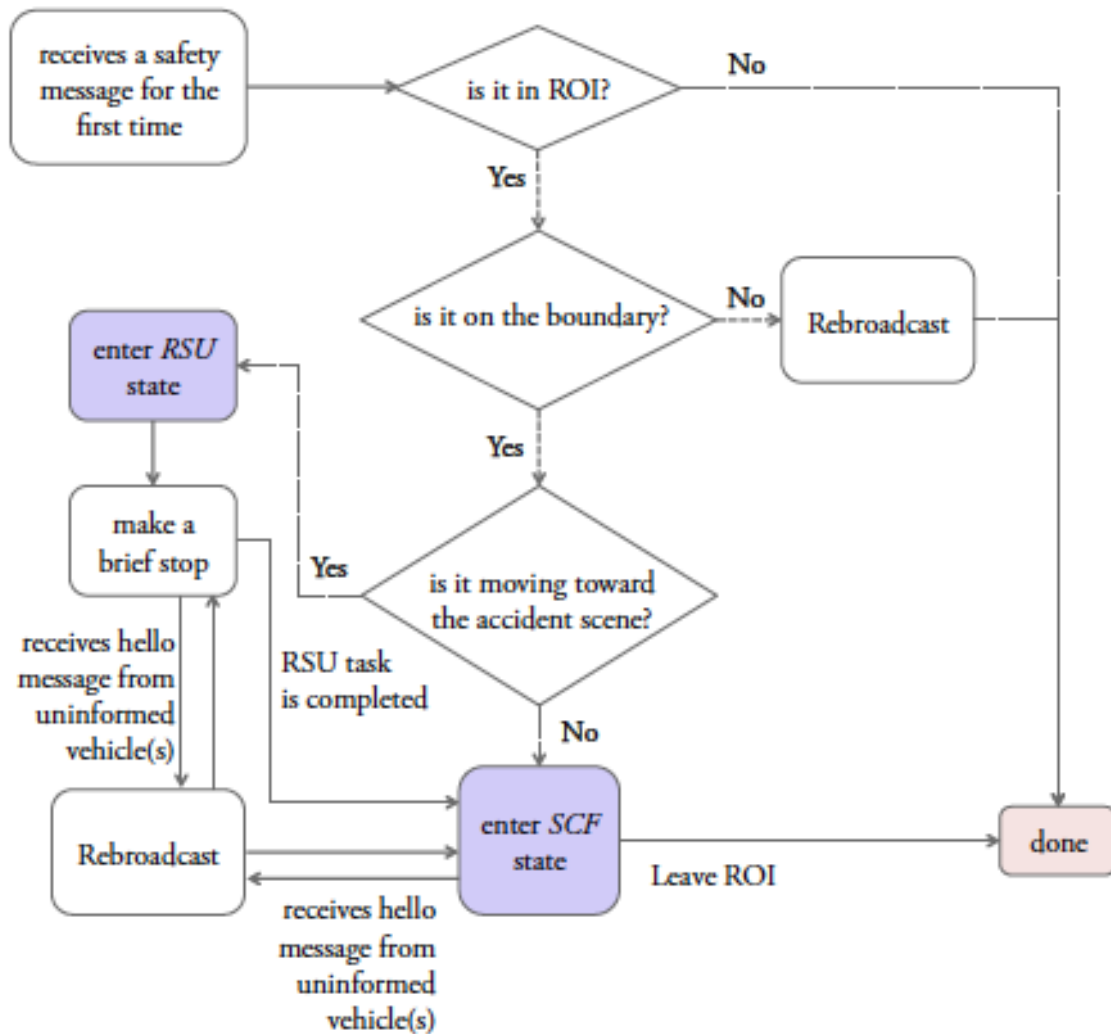 receives a safety
message for the
first time
is it in ROI?
No
Yes
is it on the boundary?
No
Rebroadcast
enter RSU
state
Yes
make a
brief stop
Yes
is it moving toward
the accident scene?
receives hello
message from
uninformed
vehicle(s)
RSU task
is completed
No
Rebroadcast
enter SCF
state
Leave ROI
done
receives hello
message from
uninformed
vehicle(s)